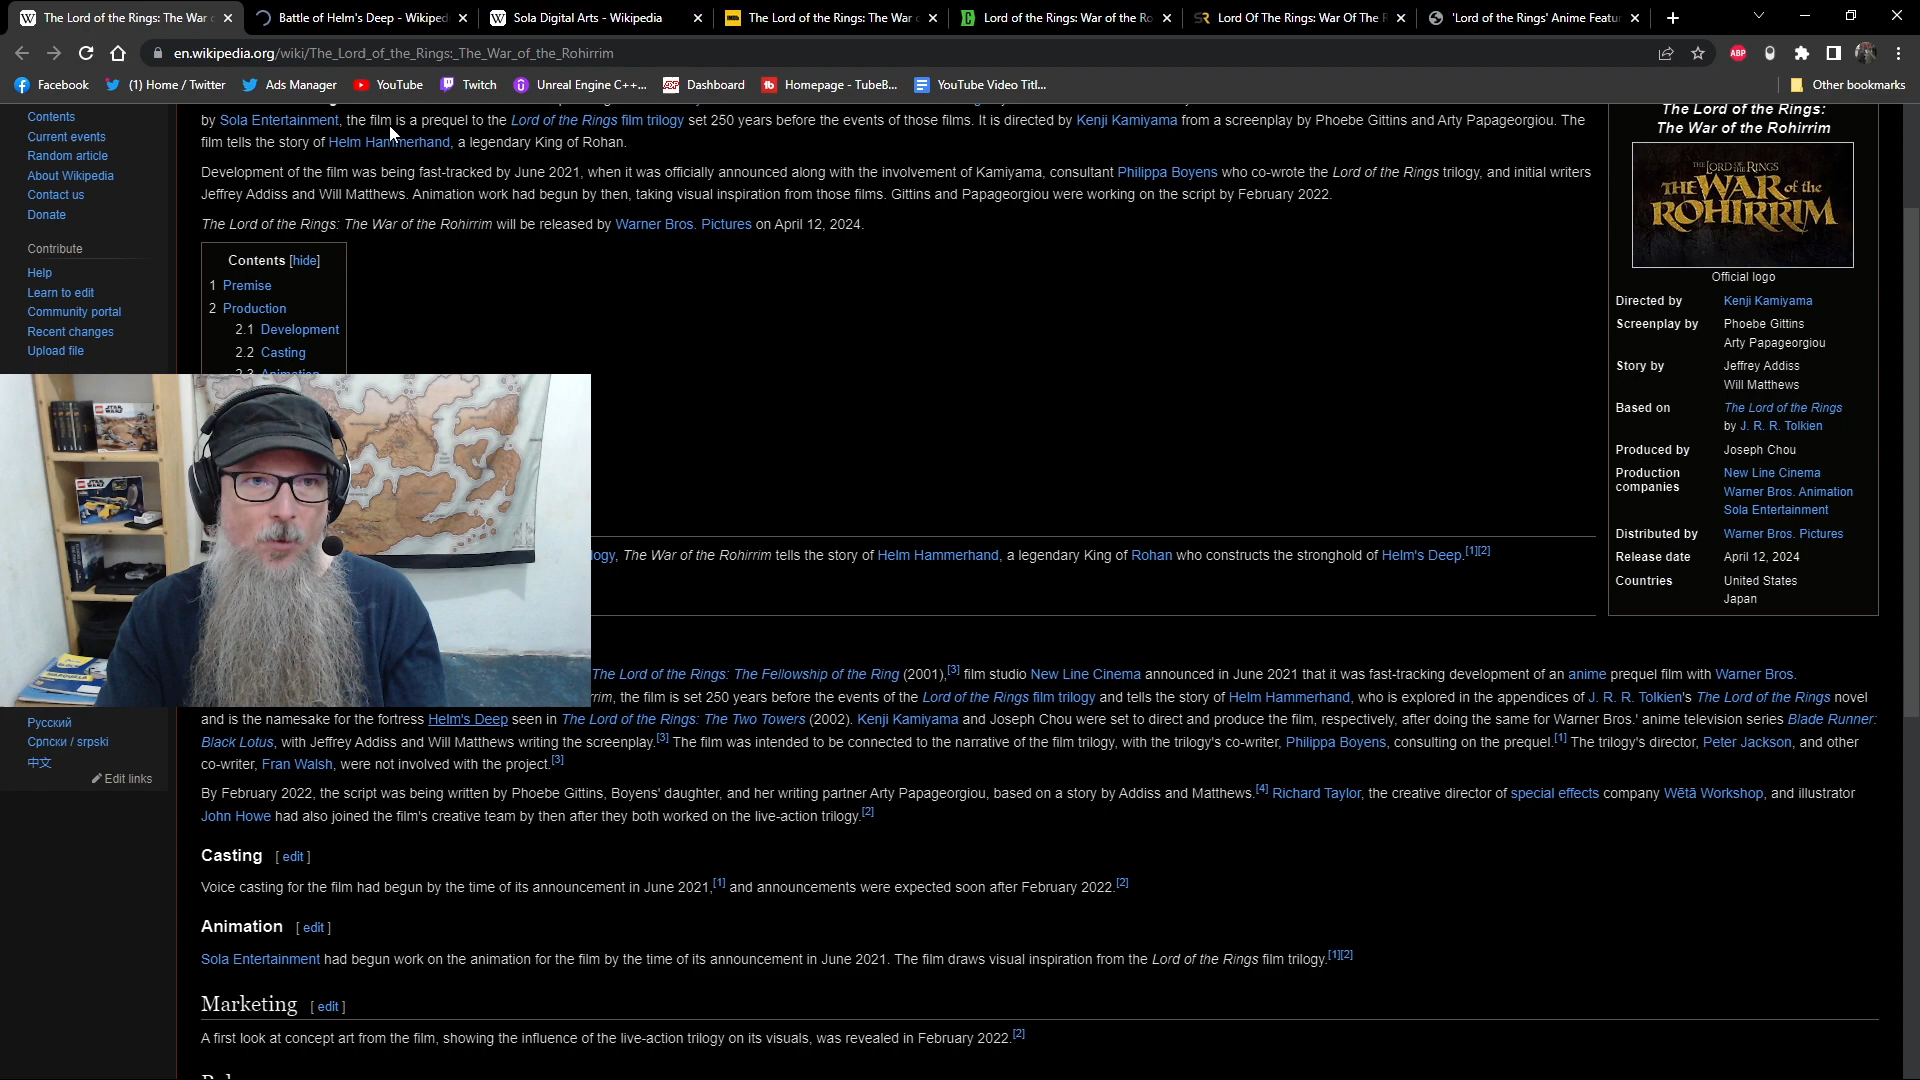 The Lord of the Rings: The War o
Battle of Helm's Deep - Wikiped
Sola Digital Arts - Wikipedia
The Lord of the Rings: The War o
Lord of the Rings: War of the Ro
Lord Of The Rings: War Of The R
'Lord of the Rings' Anime Featur
en.wikipedia.org/wiki/The_Lord_of_the_Rings:_The_War_of_the_Rohirrim
ABP
Facebook
(1) Home / Twitter
Ads Manager
YouTube
Twitch
Unreal Engine C++...
Dashboard
Homepage - TubeB...
YouTube Video Titl...
Other bookmarks
Contents
Current events
Random article
About Wikipedia
Contact us
Donate
Contribute
Help
Learn to edit
Community portal
Recent changes
Upload file
by Sola Entertainment, the film is a prequel to the Lord of the Rings film trilogy set 250 years before the events of those films. It is directed by Kenji Kamiyama from a screenplay by Phoebe Gittins and Arty Papageorgiou. The
film tells the story of Helm Hammerhand, a legendary King of Rohan.
Development of the film was being fast-tracked by June 2021, when it was officially announced along with the involvement of Kamiyama, consultant Philippa Boyens who co-wrote the Lord of the Rings trilogy, and initial writers
Jeffrey Addiss and Will Matthews. Animation work had begun by then, taking visual inspiration from those films. Gittins and Papageorgiou were working on the script by February 2022.
The Lord of the Rings: The War of the Rohirrim will be released by Warner Bros. Pictures on April 12, 2024.
Contents [hide]
1 Premise
2 Production
2.1 Development
2.2 Casting
2.3 Animation
The Lord of the Rings:
The War of the Rohirrim
THE LORD OF THE RINGS
THE WAR of the
ROHIRRIM
Official logo
Directed by Kenji Kamiyama
Screenplay by Phoebe Gittins
Arty Papageorgiou
Story by Jeffrey Addiss
Will Matthews
Based on The Lord of the Rings
by J. R. R. Tolkien
Produced by Joseph Chou
Production companies New Line Cinema
Warner Bros. Animation
Sola Entertainment
Distributed by Warner Bros. Pictures
Release date April 12, 2024
Countries United States
Japan
logy, The War of the Rohirrim tells the story of Helm Hammerhand, a legendary King of Rohan who constructs the stronghold of Helm's Deep.[1][2]
The Lord of the Rings: The Fellowship of the Ring (2001),[3] film studio New Line Cinema announced in June 2021 that it was fast-tracking development of an anime prequel film with Warner Bros.
rrim, the film is set 250 years before the events of the Lord of the Rings film trilogy and tells the story of Helm Hammerhand, who is explored in the appendices of J. R. R. Tolkien's The Lord of the Rings novel
and is the namesake for the fortress Helm's Deep seen in The Lord of the Rings: The Two Towers (2002). Kenji Kamiyama and Joseph Chou were set to direct and produce the film, respectively, after doing the same for Warner Bros.' anime television series Blade Runner:
Black Lotus, with Jeffrey Addiss and Will Matthews writing the screenplay.[3] The film was intended to be connected to the narrative of the film trilogy, with the trilogy's co-writer, Philippa Boyens, consulting on the prequel.[1] The trilogy's director, Peter Jackson, and other
co-writer, Fran Walsh, were not involved with the project.[3]
By February 2022, the script was being written by Phoebe Gittins, Boyens' daughter, and her writing partner Arty Papageorgiou, based on a story by Addiss and Matthews.[4] Richard Taylor, the creative director of special effects company Wētā Workshop, and illustrator
John Howe had also joined the film's creative team by then after they both worked on the live-action trilogy.[2]
Casting [ edit ]
Voice casting for the film had begun by the time of its announcement in June 2021,[1] and announcements were expected soon after February 2022.[2]
Animation [ edit ]
Sola Entertainment had begun work on the animation for the film by the time of its announcement in June 2021. The film draws visual inspiration from the Lord of the Rings film trilogy.[1][2]
Marketing [ edit ]
A first look at concept art from the film, showing the influence of the live-action trilogy on its visuals, was revealed in February 2022.[2]
Русский
Српски / srpski
中文
Edit links
STAR WARS